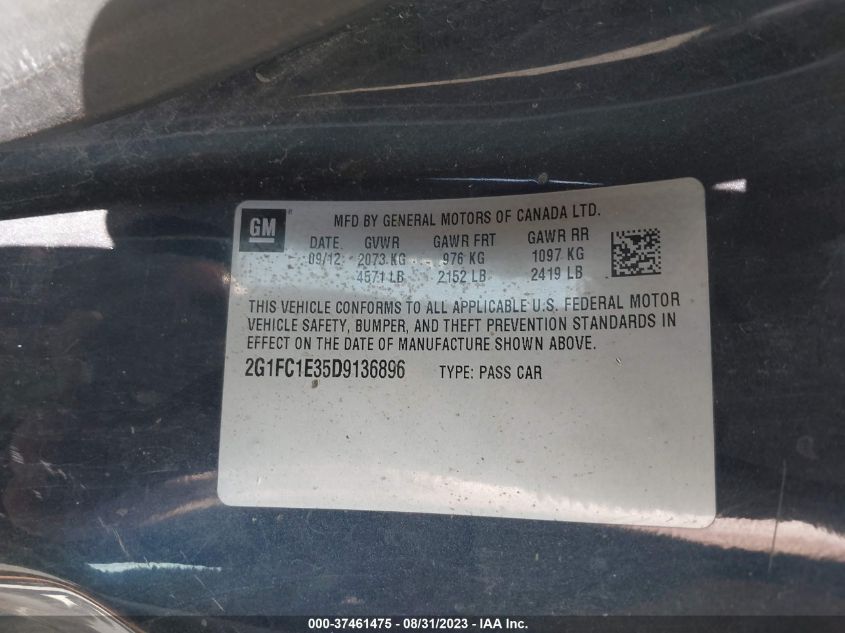 GM
MFD BY GENERAL MOTORS OF CANADA LTD.
DATE GVWR GAWR FRT GAWR RR
09/12 2073 KG 976 KG 1097 KG
4571 LB 2152 LB 2419 LB
THIS VEHICLE CONFORMS TO ALL APPLICABLE U.S. FEDERAL MOTOR
VEHICLE SAFETY, BUMPER, AND THEFT PREVENTION STANDARDS IN
EFFECT ON THE DATE OF MANUFACTURE SHOWN ABOVE.
2G1FC1E35D9136896 TYPE: PASS CAR
000-37461475 - 08/31/2023 - IAA Inc.